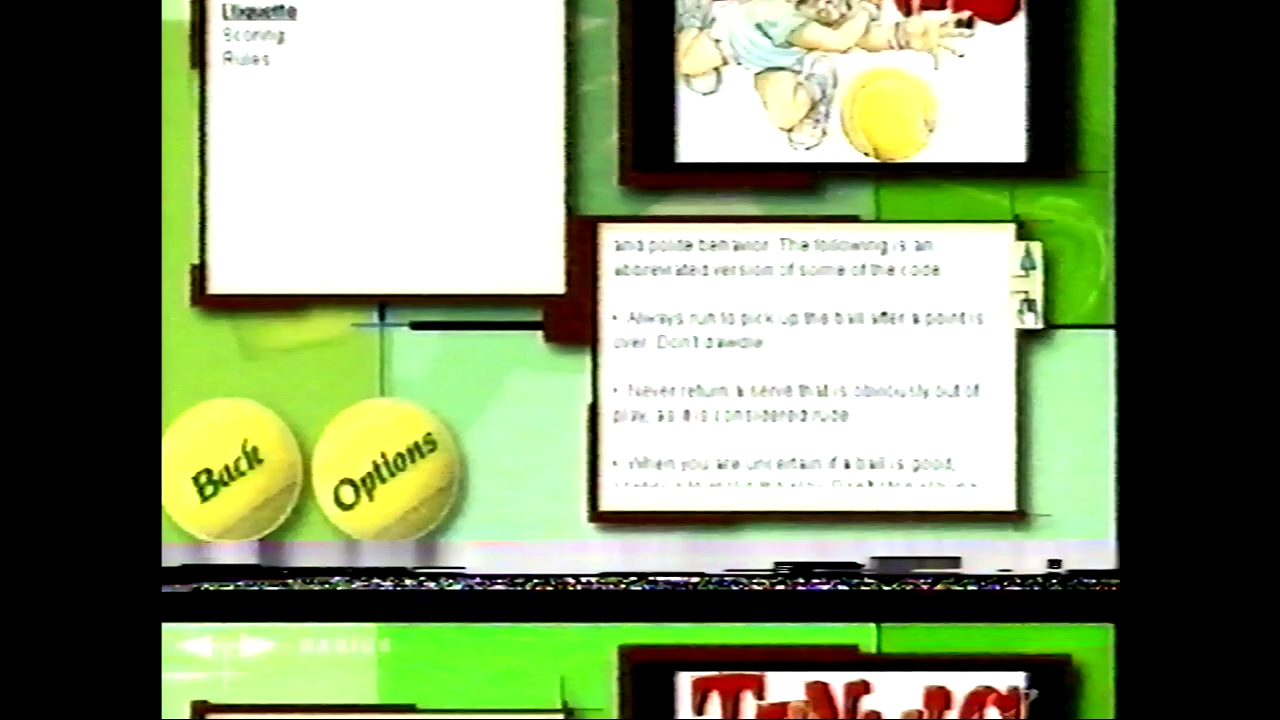 Etiquette
Scoring
Rules
and polite behavior. The following is an
abbreviated version of some of the code.
• Always run to pick up the ball after a point is
over. Don't dawdle.
• Never return a serve that is obviously out of
play, as it is considered rude.
• When you are uncertain if a ball is good,
Back
Options
BASICS
TENNIS